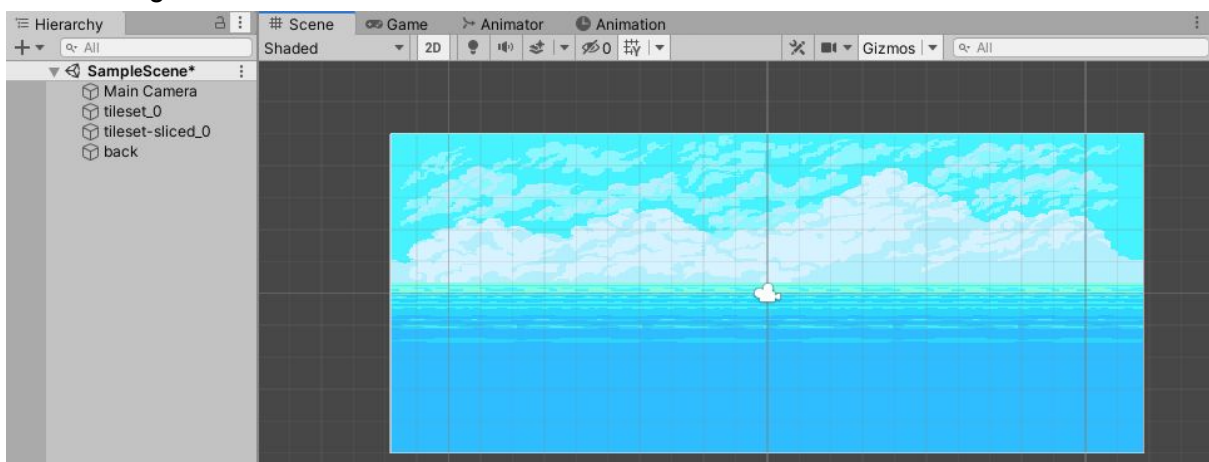 Hierarchy
All
SampleScene*
Main Camera
tileset_0
tileset-sliced_0
back
Scene Game Animator Animation
Shaded 2D 0 Gizmos All